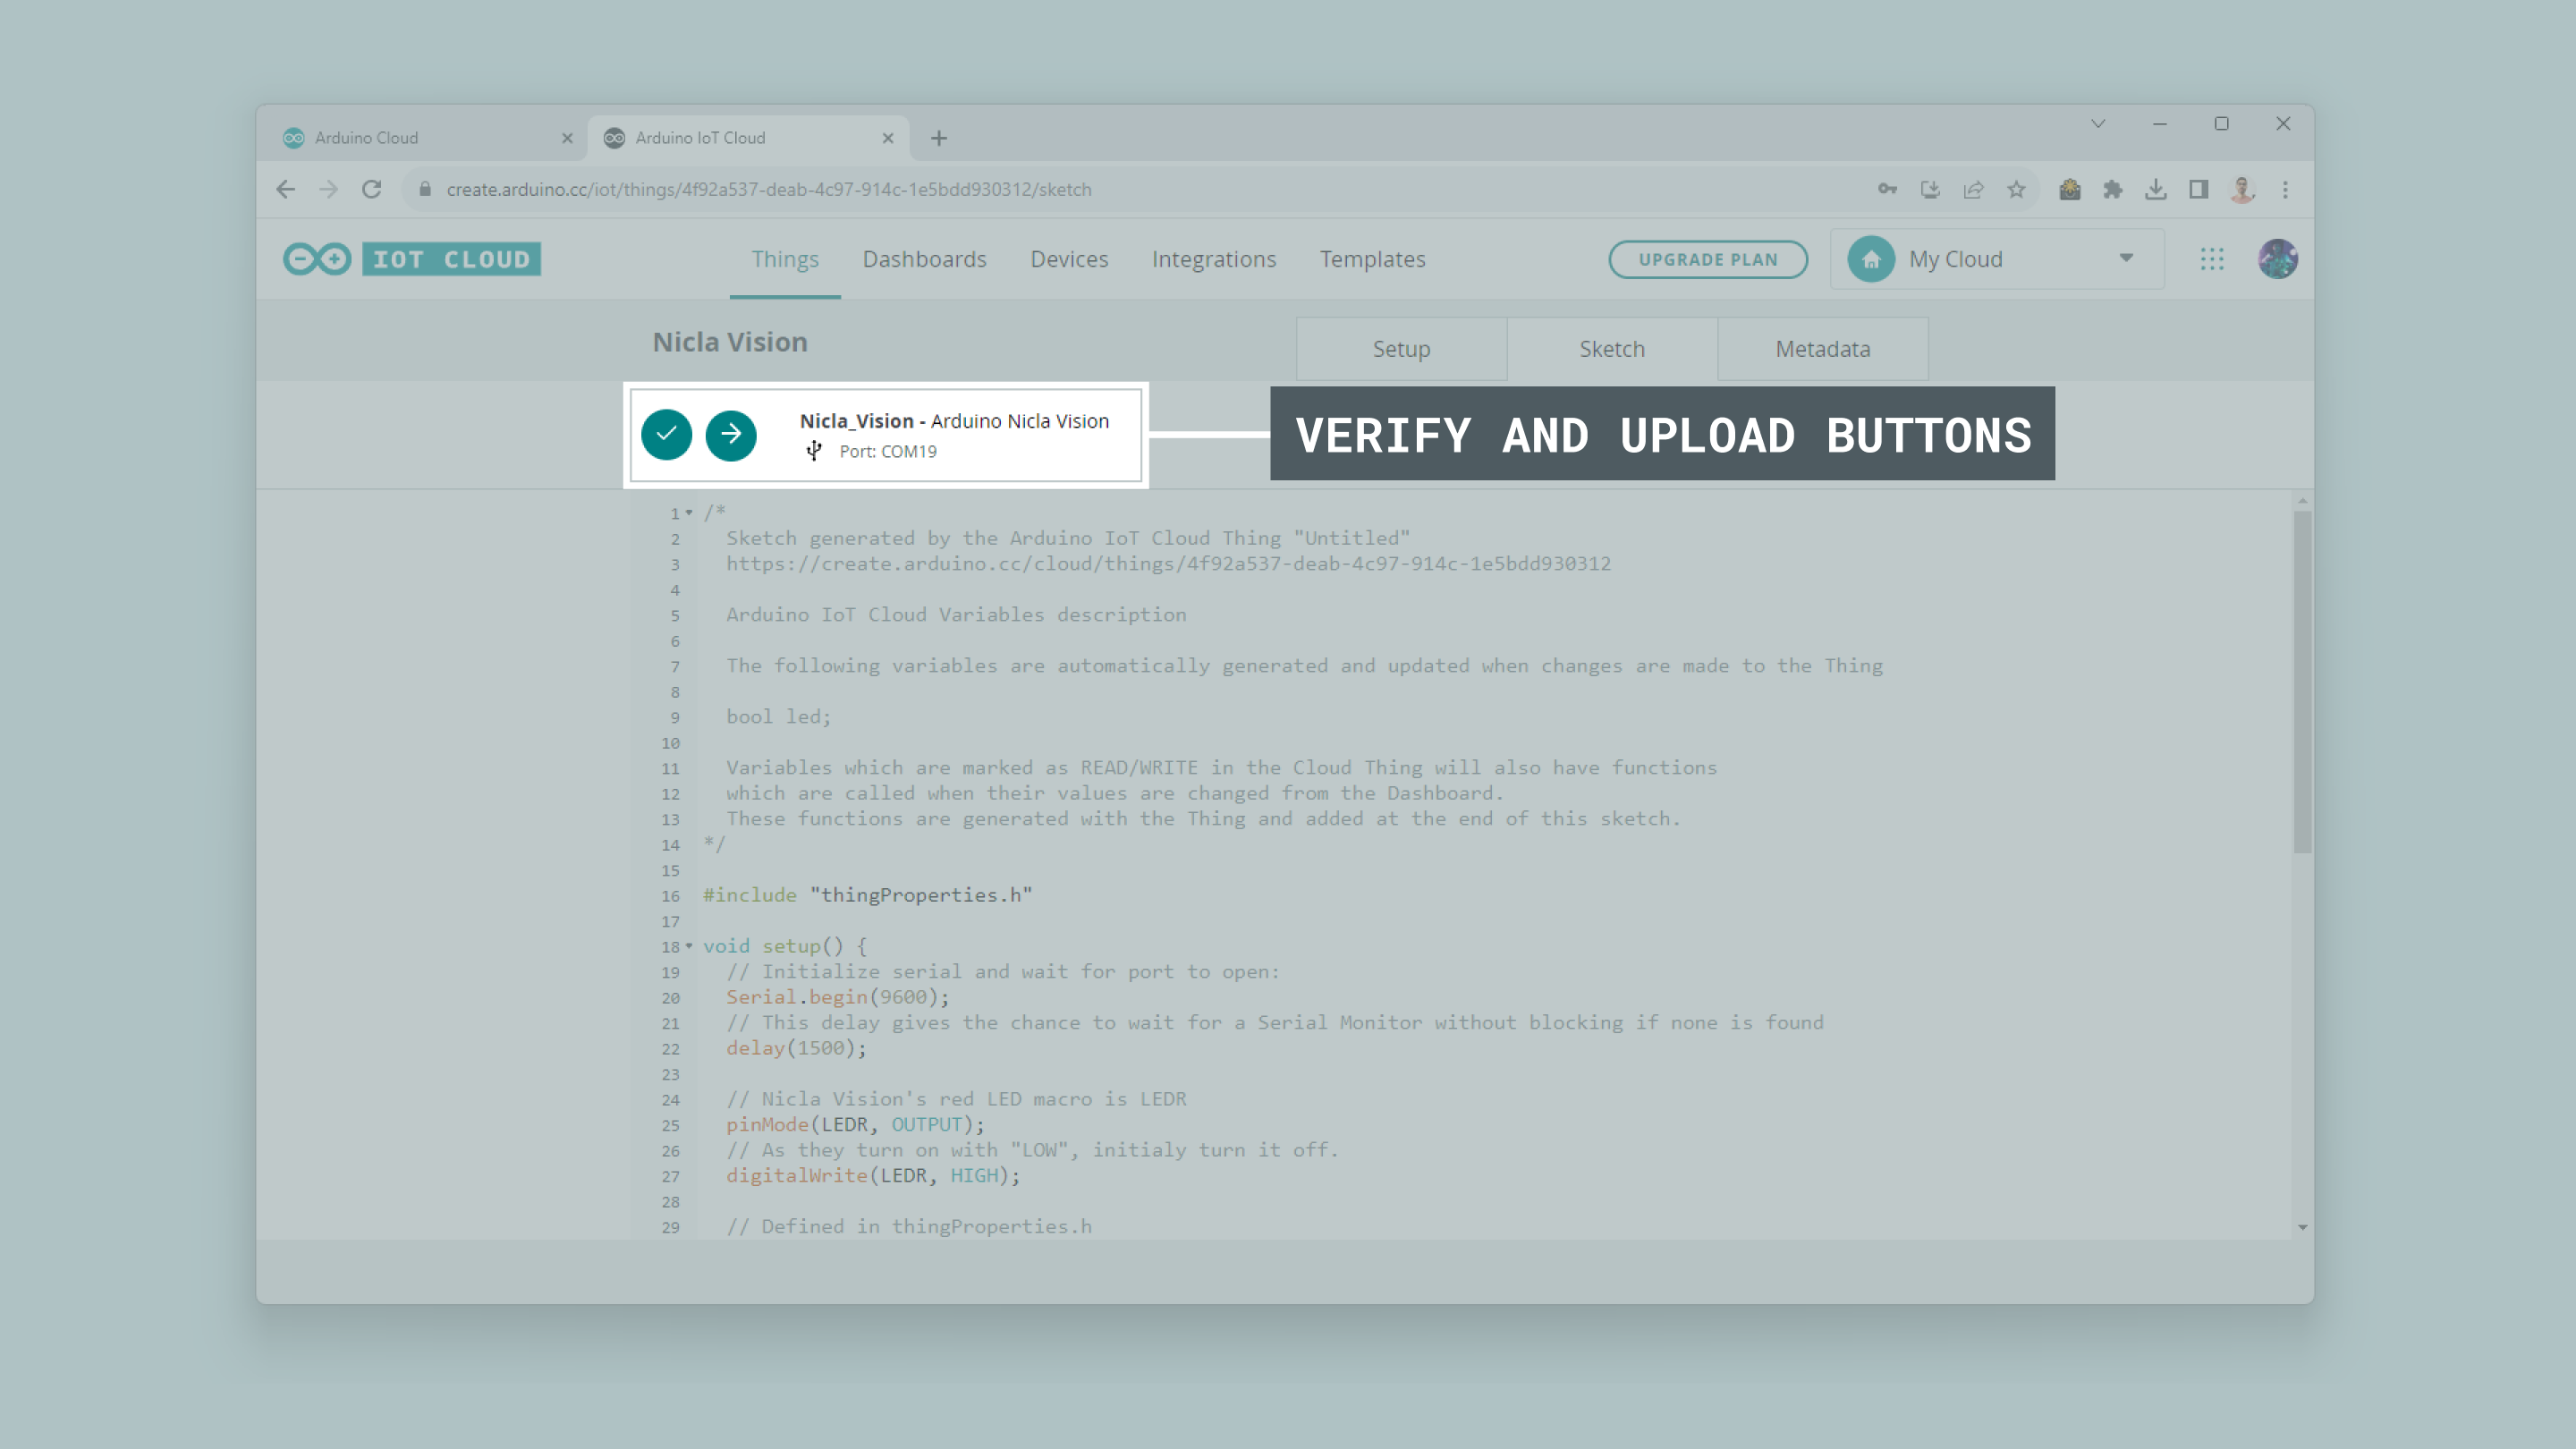 Arduino Cloud
Arduino IoT Cloud
create.arduino.cc/iot/things/4f92a537-deab-4c97-914c-1e5bdd930312/sketch
IOT CLOUD
Things
Dashboards
Devices
Integrations
Templates
UPGRADE PLAN
My Cloud
Nicla Vision
Setup
Sketch
Metadata
Nicla_Vision - Arduino Nicla Vision
Port: COM19
VERIFY AND UPLOAD BUTTONS
1 /*
2 Sketch generated by the Arduino IoT Cloud Thing "Untitled"
3 https://create.arduino.cc/cloud/things/4f92a537-deab-4c97-914c-1e5bdd930312
4
5 Arduino IoT Cloud Variables description
6
7 The following variables are automatically generated and updated when changes are made to the Thing
8
9 bool led;
10
11 Variables which are marked as READ/WRITE in the Cloud Thing will also have functions
12 which are called when their values are changed from the Dashboard.
13 These functions are generated with the Thing and added at the end of this sketch.
14 */
15
16 #include "thingProperties.h"
17
18 void setup() {
19 // Initialize serial and wait for port to open:
20 Serial.begin(9600);
21 // This delay gives the chance to wait for a Serial Monitor without blocking if none is found
22 delay(1500);
23
24 // Nicla Vision's red LED macro is LEDR
25 pinMode(LEDR, OUTPUT);
26 // As they turn on with "LOW", initialy turn it off.
27 digitalWrite(LEDR, HIGH);
28
29 // Defined in thingProperties.h